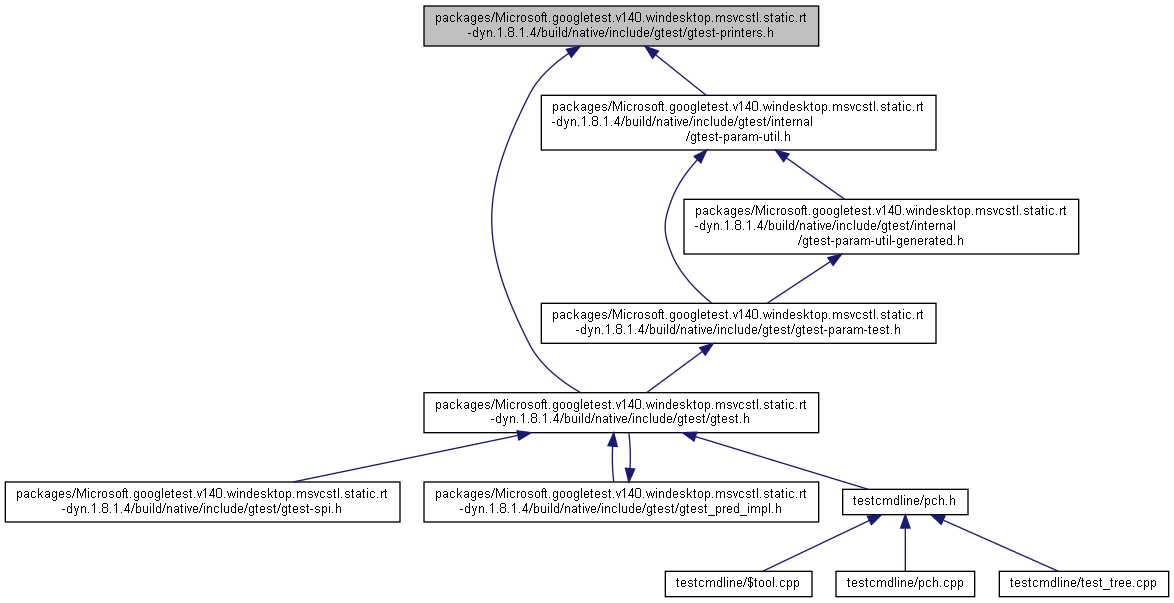 packages/Microsoft.googletest.v140.windesktop.msvcstl.static.rt
-dyn.1.8.1.4/build/native/include/gtest/gtest-printers.h
packages/Microsoft.googletest.v140.windesktop.msvcstl.static.rt
-dyn.1.8.1.4/build/native/include/gtest/internal
/gtest-param-util.h
packages/Microsoft.googletest.v140.windesktop.msvcstl.static.rt
-dyn.1.8.1.4/build/native/include/gtest/internal
/gtest-param-util-generated.h
packages/Microsoft.googletest.v140.windesktop.msvcstl.static.rt
-dyn.1.8.1.4/build/native/include/gtest/gtest-param-test.h
packages/Microsoft.googletest.v140.windesktop.msvcstl.static.rt
-dyn.1.8.1.4/build/native/include/gtest/gtest.h
packages/Microsoft.googletest.v140.windesktop.msvcstl.static.rt
-dyn.1.8.1.4/build/native/include/gtest/gtest-spi.h
packages/Microsoft.googletest.v140.windesktop.msvcstl.static.rt
-dyn.1.8.1.4/build/native/include/gtest/gtest_pred_impl.h
testcmdline/pch.h
testcmdline/$tool.cpp
testcmdline/pch.cpp
testcmdline/test_tree.cpp